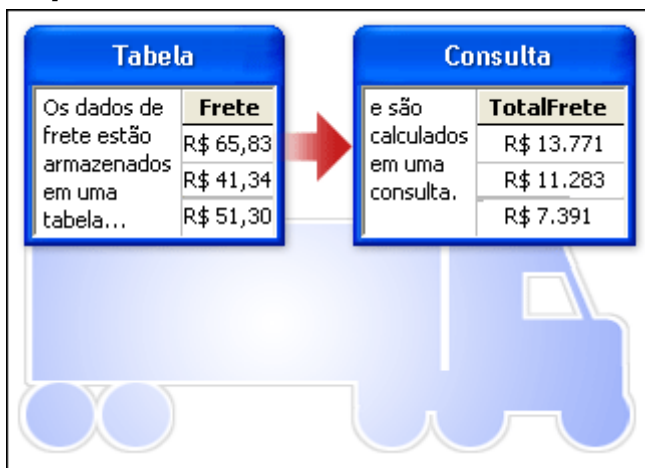 Tabela
Os dados de
frete estão
armazenados
em uma
tabela...
Frete
R$ 65,83
R$ 41,34
R$ 51,30
Consulta
e são
calculados
em uma
consulta.
TotalFrete
R$ 13.771
R$ 11.283
R$ 7.391